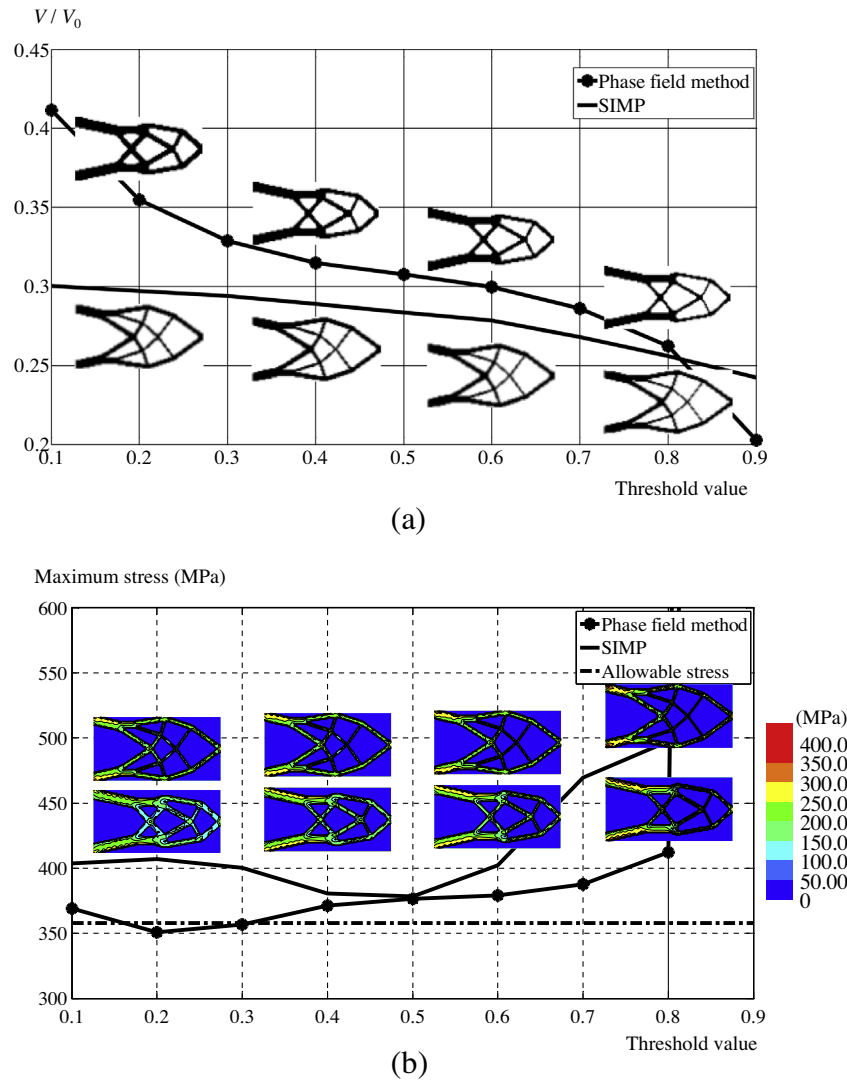 V / V0
0.45
0.4
0.35
0.3
0.25
0.2
Phase field method
SIMP
0.1 0.2 0.3 0.4 0.5 0.6 0.7 0.8 0.9
Threshold value
(a)
Maximum stress (MPa)
600
550
500
450
400
350
300
Phase field method
SIMP
Allowable stress
(MPa)
400.0
350.0
300.0
250.0
200.0
150.0
100.0
50.00
0
0.1 0.2 0.3 0.4 0.5 0.6 0.7 0.8 0.9
Threshold value
(b)